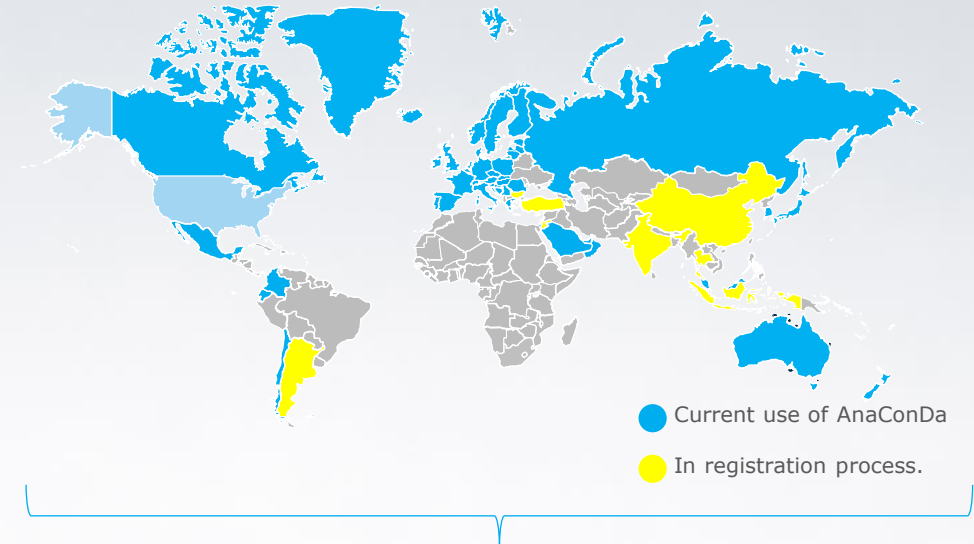 Current use of AnaConDa
In registration process.